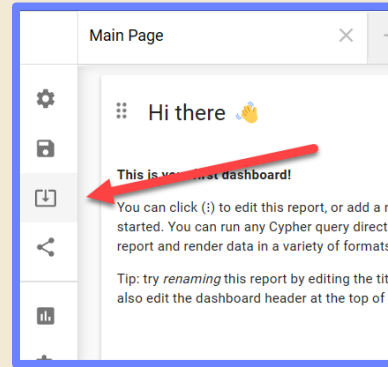 Main Page
Hi there 👋
This is your first dashboard!
You can click (⋮) to edit this report, or add a
started. You can run any Cypher query direct
report and render data in a variety of formats
Tip: try renaming this report by editing the tit
also edit the dashboard header at the top of